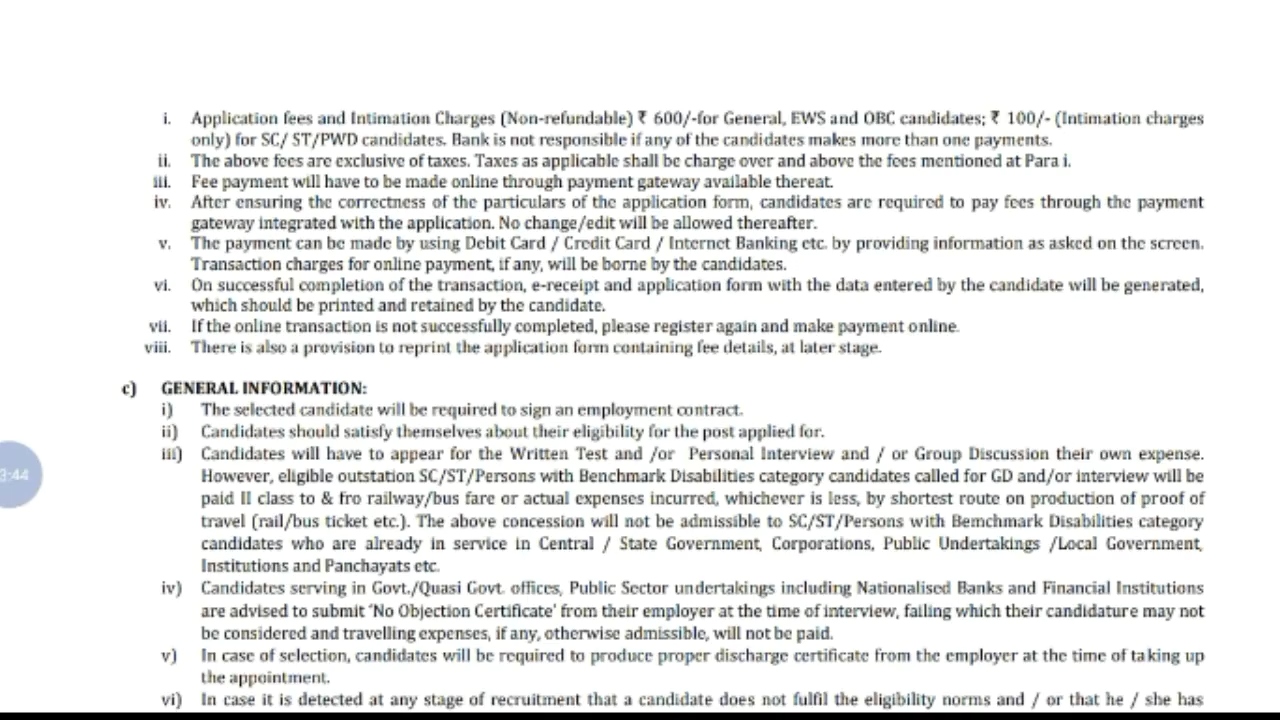 i. Application fees and Intimation Charges (Non-refundable) ₹ 600/-for General, EWS and OBC candidates; ₹ 100/- (Intimation charges
only) for SC/ ST/PWD candidates. Bank is not responsible if any of the candidates makes more than one payments.
ii. The above fees are exclusive of taxes. Taxes as applicable shall be charge over and above the fees mentioned at Para i.
iii. Fee payment will have to be made online through payment gateway available thereat.
iv. After ensuring the correctness of the particulars of the application form, candidates are required to pay fees through the payment
gateway integrated with the application. No change/edit will be allowed thereafter.
v. The payment can be made by using Debit Card / Credit Card / Internet Banking etc. by providing information as asked on the screen.
Transaction charges for online payment, if any, will be borne by the candidates.
vi. On successful completion of the transaction, e-receipt and application form with the data entered by the candidate will be generated,
which should be printed and retained by the candidate.
vii. If the online transaction is not successfully completed, please register again and make payment online.
viii. There is also a provision to reprint the application form containing fee details, at later stage.
c) GENERAL INFORMATION:
i) The selected candidate will be required to sign an employment contract.
ii) Candidates should satisfy themselves about their eligibility for the post applied for.
iii) Candidates will have to appear for the Written Test and /or Personal Interview and / or Group Discussion their own expense.
However, eligible outstation SC/ST/Persons with Benchmark Disabilities category candidates called for GD and/or interview will be
paid II class to & fro railway/bus fare or actual expenses incurred, whichever is less, by shortest route on production of proof of
travel (rail/bus ticket etc.). The above concession will not be admissible to SC/ST/Persons with Bemchmark Disabilities category
candidates who are already in service in Central / State Government, Corporations, Public Undertakings /Local Government,
Institutions and Panchayats etc.
iv) Candidates serving in Govt./Quasi Govt. offices, Public Sector undertakings including Nationalised Banks and Financial Institutions
are advised to submit 'No Objection Certificate' from their employer at the time of interview, failing which their candidature may not
be considered and travelling expenses, if any, otherwise admissible, will not be paid.
v) In case of selection, candidates will be required to produce proper discharge certificate from the employer at the time of taking up
the appointment.
vi) In case it is detected at any stage of recruitment that a candidate does not fulfil the eligibility norms and / or that he / she has
3:44